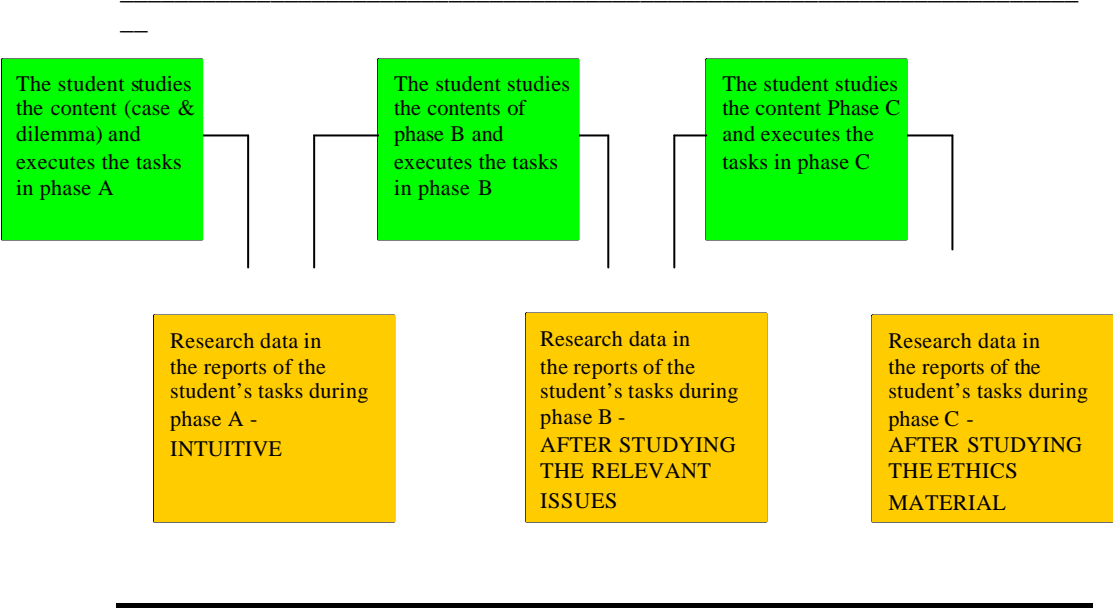 The student studies
the content (case &
dilemma) and
executes the tasks
in phase A
The student studies
the contents of
phase B and
executes the tasks
in phase B
The student studies
the content Phase C
and executes the
tasks in phase C
Research data in
the reports of the
student’s tasks during
phase A -
INTUITIVE
Research data in
the reports of the
student’s tasks during
phase B -
AFTER STUDYING
THE RELEVANT
ISSUES
Research data in
the reports of the
student’s tasks during
phase C -
AFTER STUDYING
THE ETHICS
MATERIAL